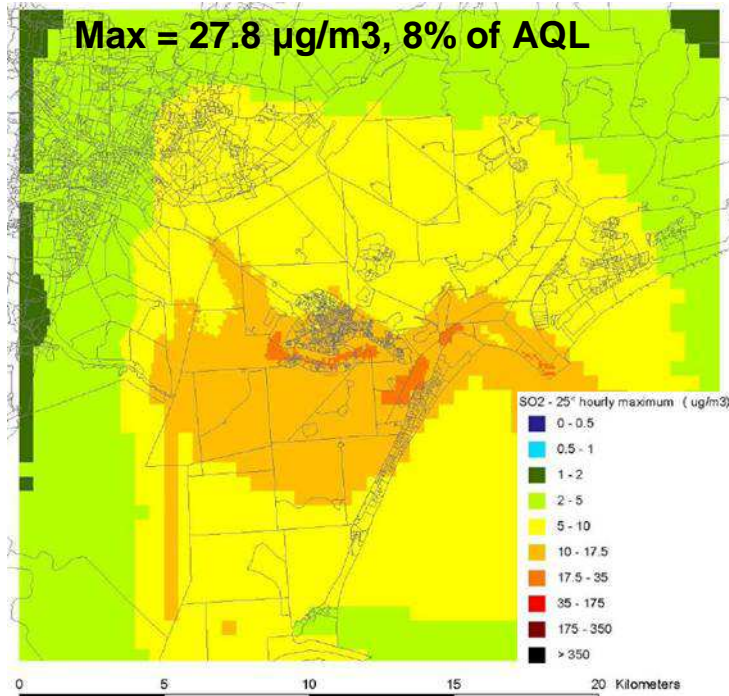 Max = 27.8 µg/m3, 8% of AQL
SO2 - 25° hourly maximum ( ug/m3)
0 - 0.5
0.5 - 1
1 - 2
2 - 5
5 - 10
10 - 17.5
17.5 - 35
35 - 175
175 - 350
> 350
0 5 10 15 20 Kilometers